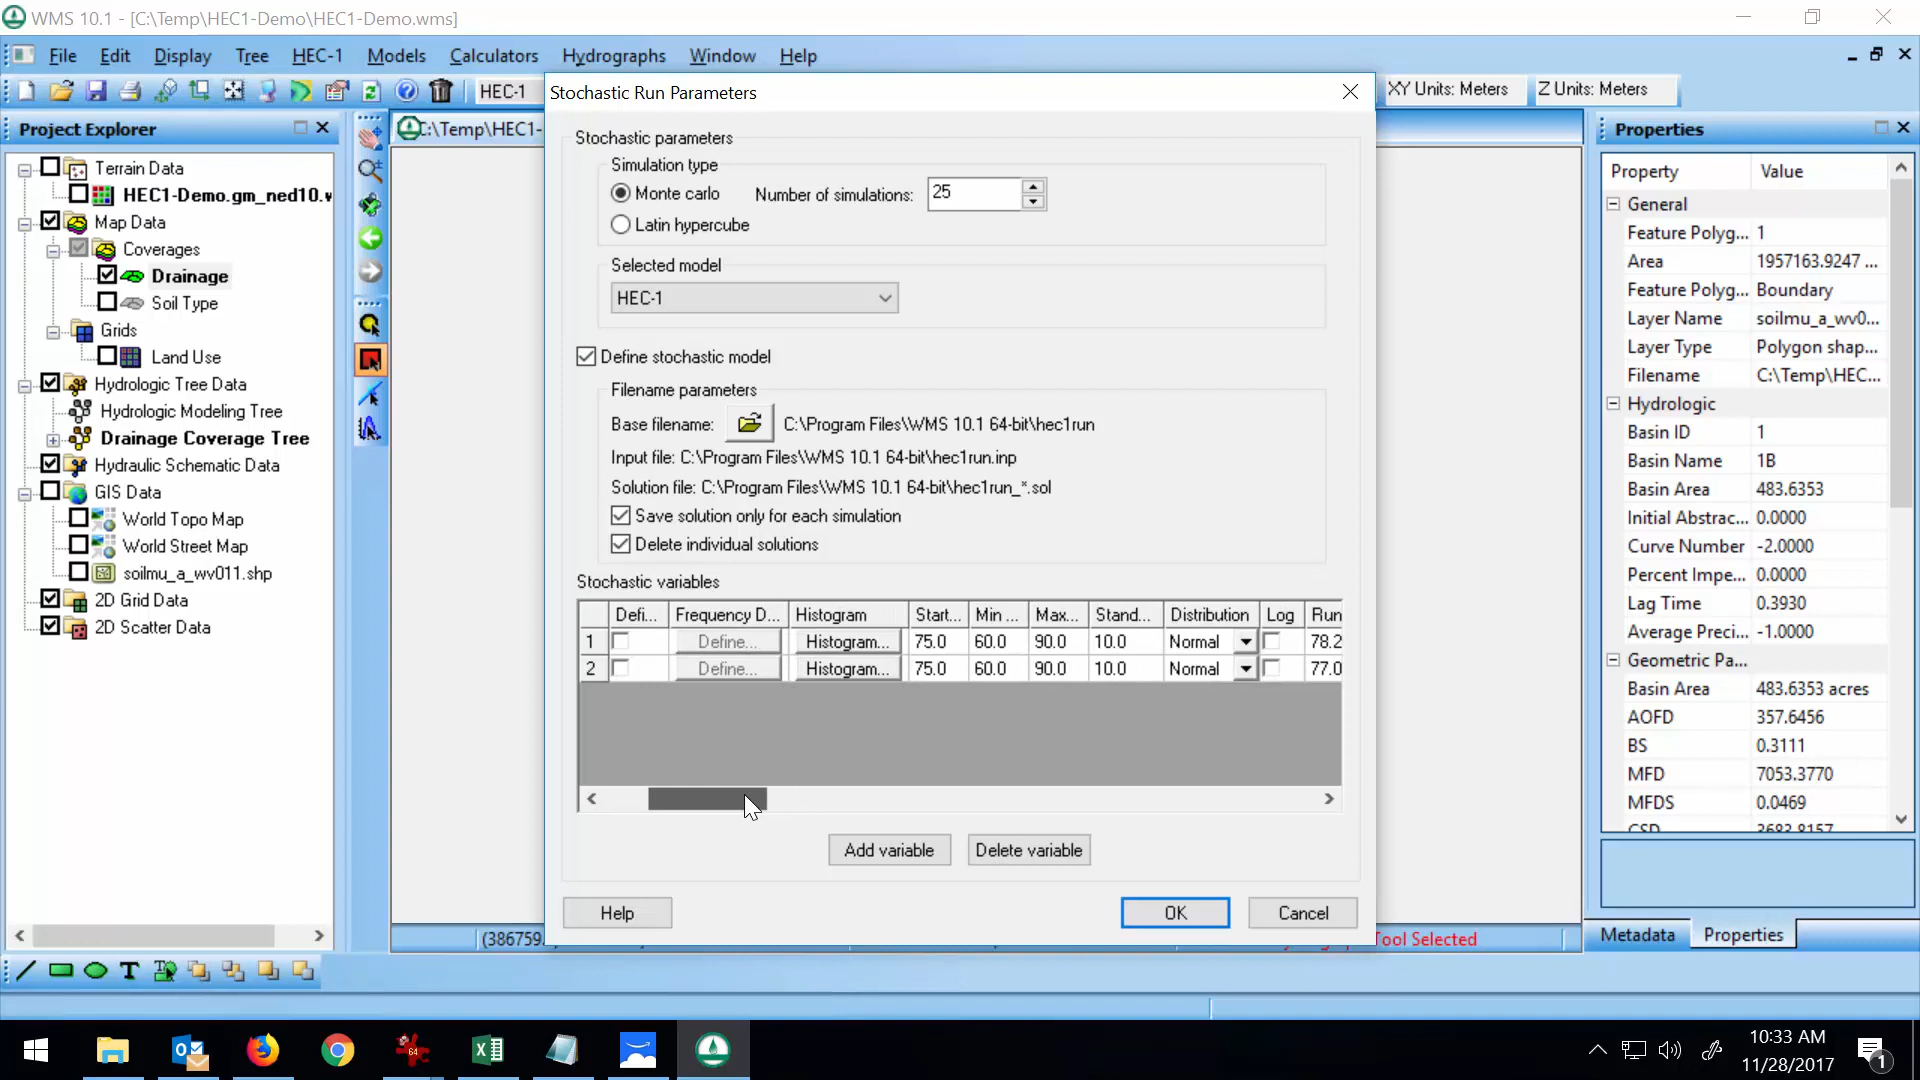 WMS 10.1 - [C:\Temp\HEC1-Demo\HEC1-Demo.wms]
File Edit Display Tree HEC-1 Models Calculators Hydrographs Window Help
HEC-1
XY Units: Meters
Z Units: Meters
Project Explorer
Terrain Data
HEC1-Demo.gm_ned10.
Map Data
Coverages
Drainage
Soil Type
Grids
Land Use
Hydrologic Tree Data
Hydrologic Modeling Tree
Drainage Coverage Tree
Hydraulic Schematic Data
GIS Data
World Topo Map
World Street Map
soilmu_a_wv011.shp
2D Grid Data
2D Scatter Data
C:\Temp\HEC1-
(386759.
Tool Selected
Stochastic Run Parameters
Stochastic parameters
Simulation type
Monte carlo Number of simulations: 25
Latin hypercube
Selected model
HEC-1
Define stochastic model
Filename parameters
Base filename: C:\Program Files\WMS 10.1 64-bit\hec1run
Input file: C:\Program Files\WMS 10.1 64-bit\hec1run.inp
Solution file: C:\Program Files\WMS 10.1 64-bit\hec1run_*.sol
Save solution only for each simulation
Delete individual solutions
Stochastic variables
Defi... Frequency D... Histogram Start... Min ... Max... Stand... Distribution Log Run
1 Define... Histogram... 75.0 60.0 90.0 10.0 Normal 78.2
2 Define... Histogram... 75.0 60.0 90.0 10.0 Normal 77.0
Add variable Delete variable
Help OK Cancel
Properties
Property Value
General
Feature Polyg... 1
Area 1957163.9247 ...
Feature Polyg... Boundary
Layer Name soilmu_a_wv0...
Layer Type Polygon shap...
Filename C:\Temp\HEC...
Hydrologic
Basin ID 1
Basin Name 1B
Basin Area 483.6353
Initial Abstrac... 0.0000
Curve Number -2.0000
Percent Impe... 0.0000
Lag Time 0.3930
Average Preci... -1.0000
Geometric Pa...
Basin Area 483.6353 acres
AOFD 357.6456
BS 0.3111
MFD 7053.3770
MFDS 0.0469
CSD 3683.8157
Metadata Properties
64
10:33 AM
11/28/2017
1